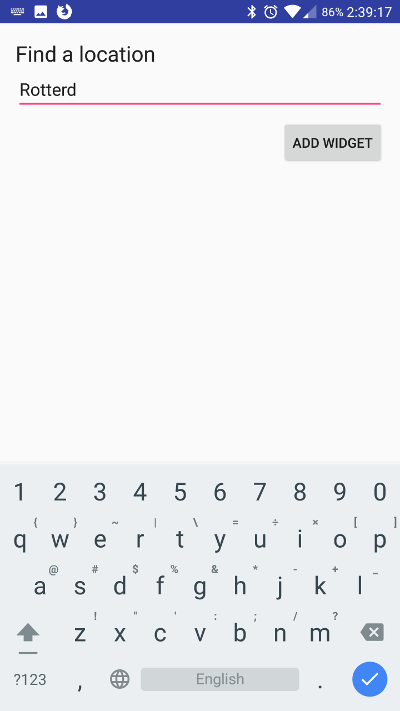 86% 2:39:17
Find a location
Rotterd
ADD WIDGET
1 2 3 4 5 6 7 8 9 0
{ } ~ | \ = ÷ × [ ]
q w e r t y u i o p
@ # $ % & * - + _
a s d f g h j k l
! " ' : ; / ?
z x c v b n m
?123 , English .